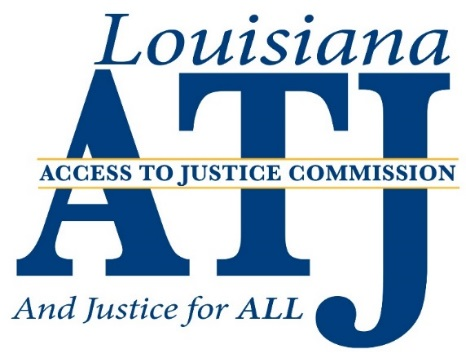 Louisiana
ATJ
ACCESS TO JUSTICE COMMISSION
And Justice for ALL